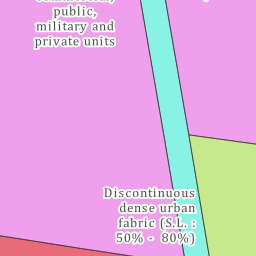 public,
military and
private units
Discontinuous
dense urban
fabric (S.L. :
50% - 80%)